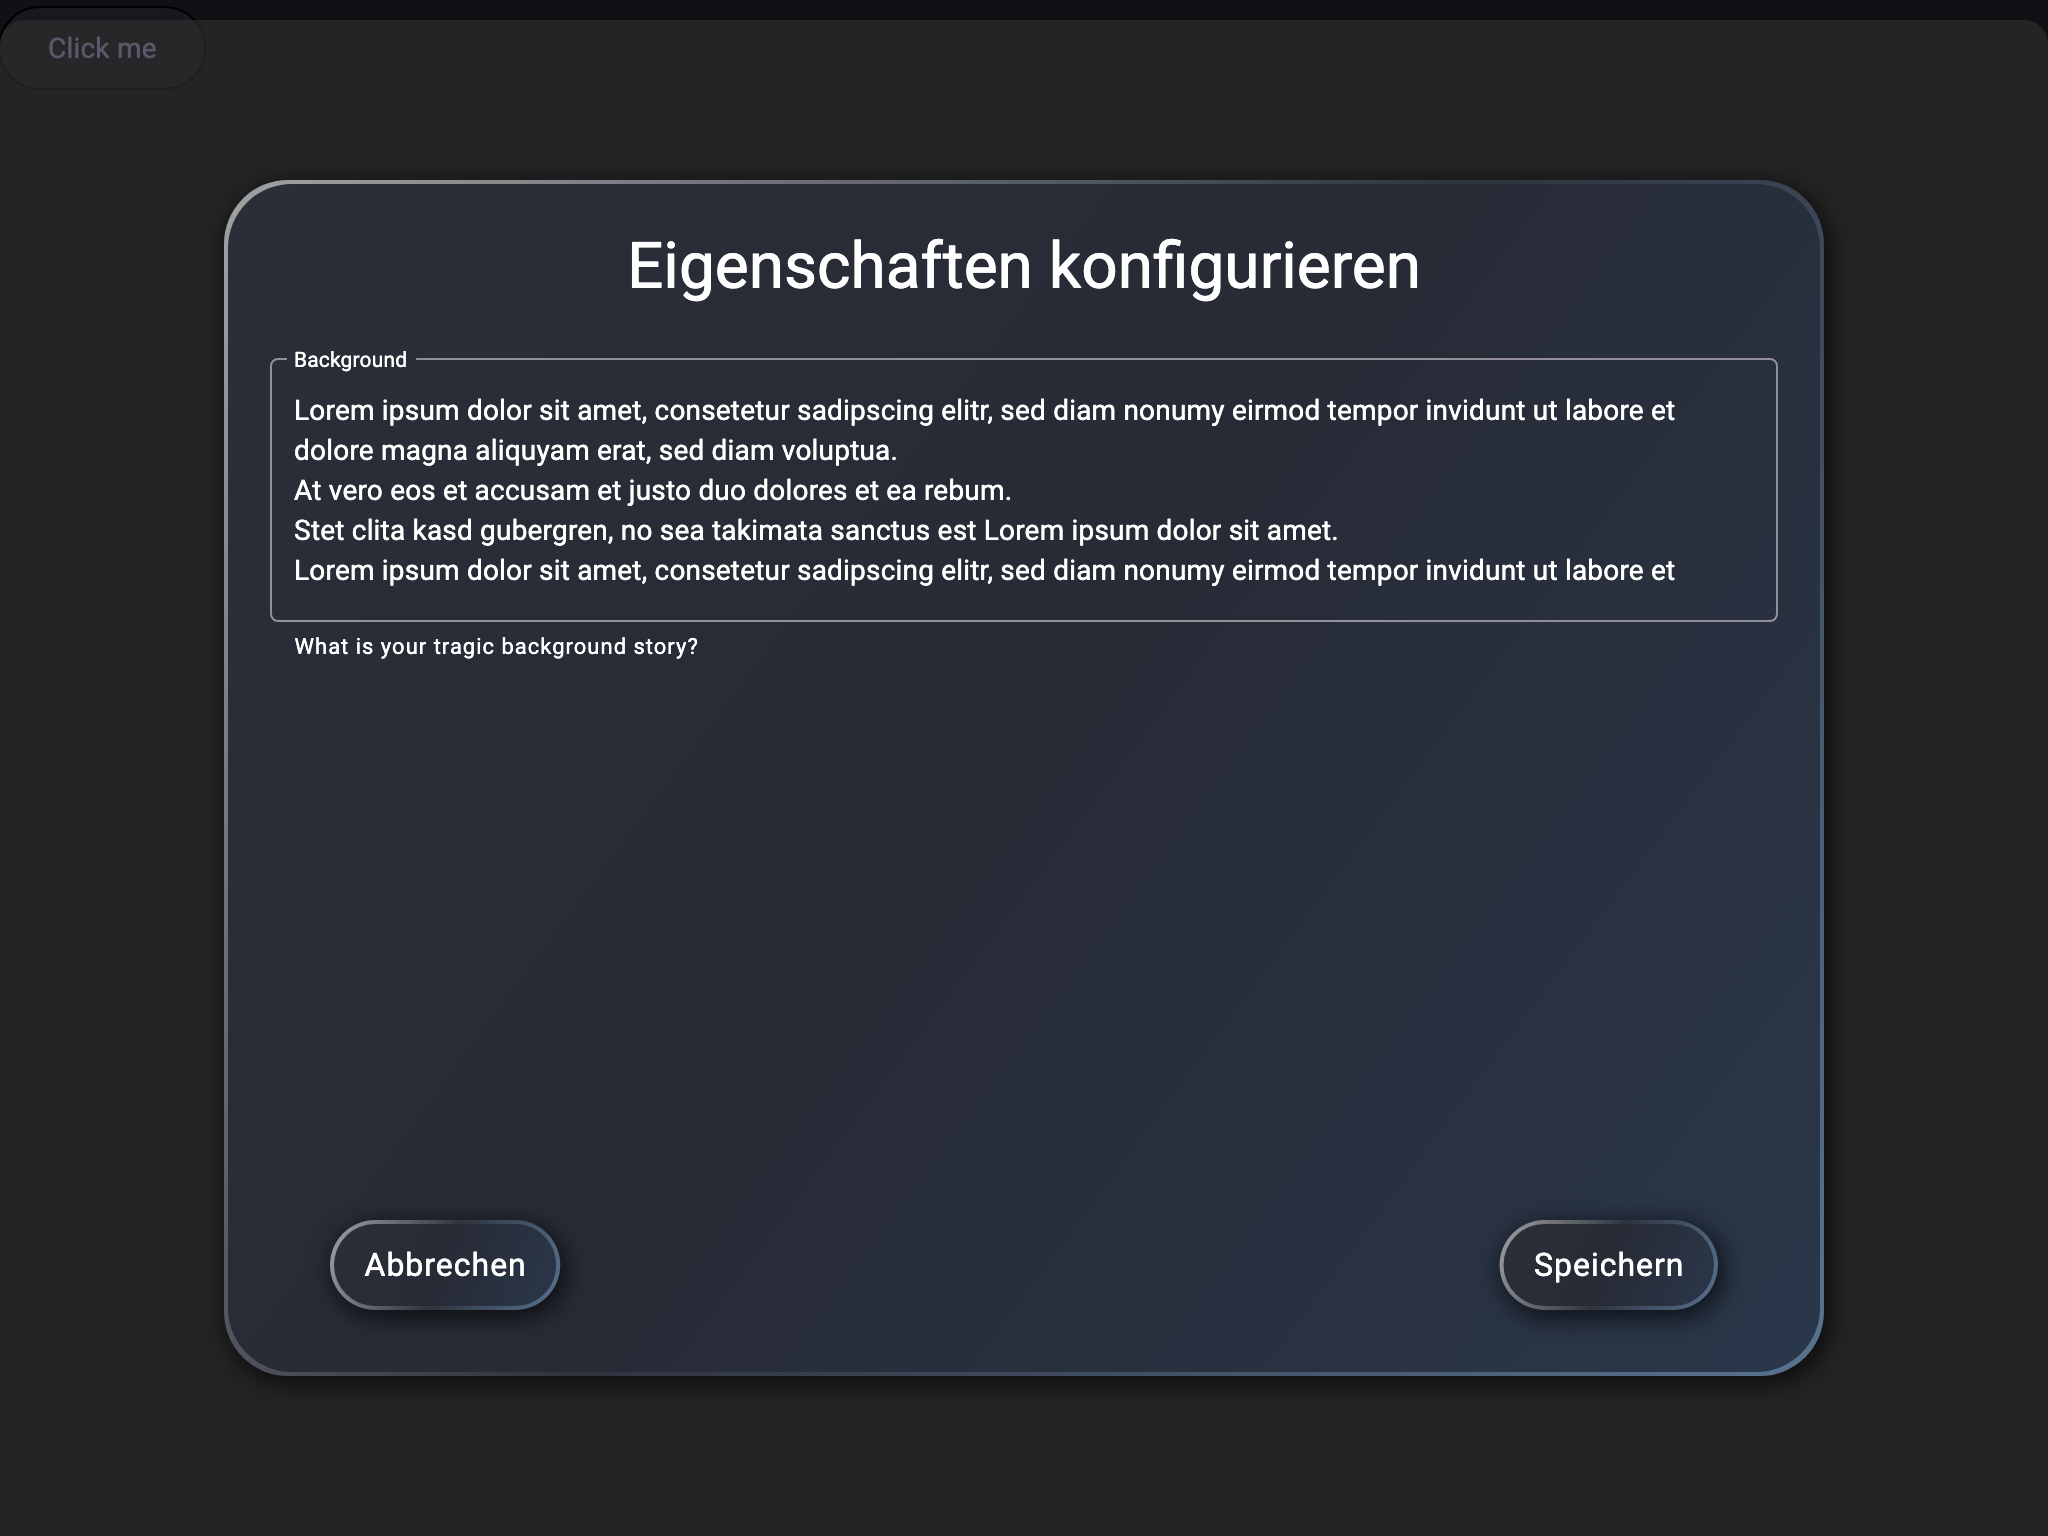 Click me
Eigenschaften konfigurieren
Background
Lorem ipsum dolor sit amet, consetetur sadipscing elitr, sed diam nonumy eirmod tempor invidunt ut labore et
dolore magna aliquyam erat, sed diam voluptua.
At vero eos et accusam et justo duo dolores et ea rebum.
Stet clita kasd gubergren, no sea takimata sanctus est Lorem ipsum dolor sit amet.
Lorem ipsum dolor sit amet, consetetur sadipscing elitr, sed diam nonumy eirmod tempor invidunt ut labore et
What is your tragic background story?
Abbrechen
Speichern